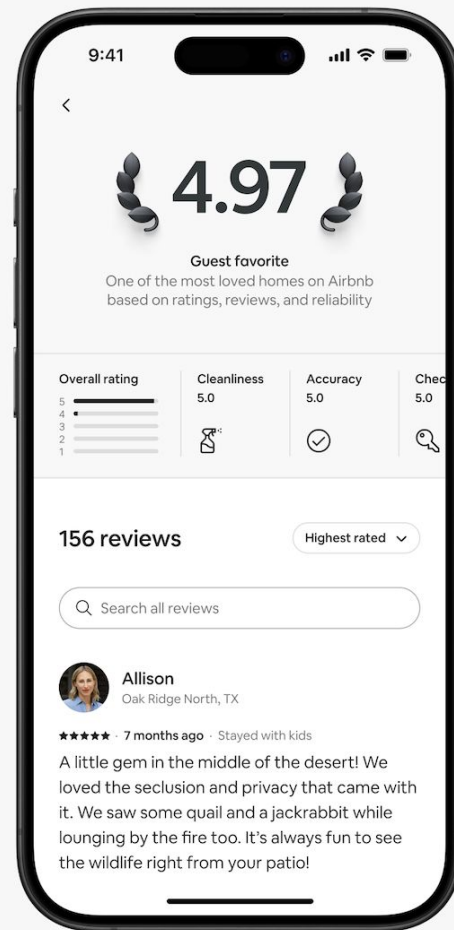 9:41
4.97
Guest favorite
One of the most loved homes on Airbnb
based on ratings, reviews, and reliability
Overall rating
5
4
3
2
1
Cleanliness
5.0
Accuracy
5.0
Chec
5.0
156 reviews
Highest rated
Search all reviews
Allison
Oak Ridge North, TX
★★★★★ · 7 months ago · Stayed with kids
A little gem in the middle of the desert! We
loved the seclusion and privacy that came with
it. We saw some quail and a jackrabbit while
lounging by the fire too. It's always fun to see
the wildlife right from your patio!